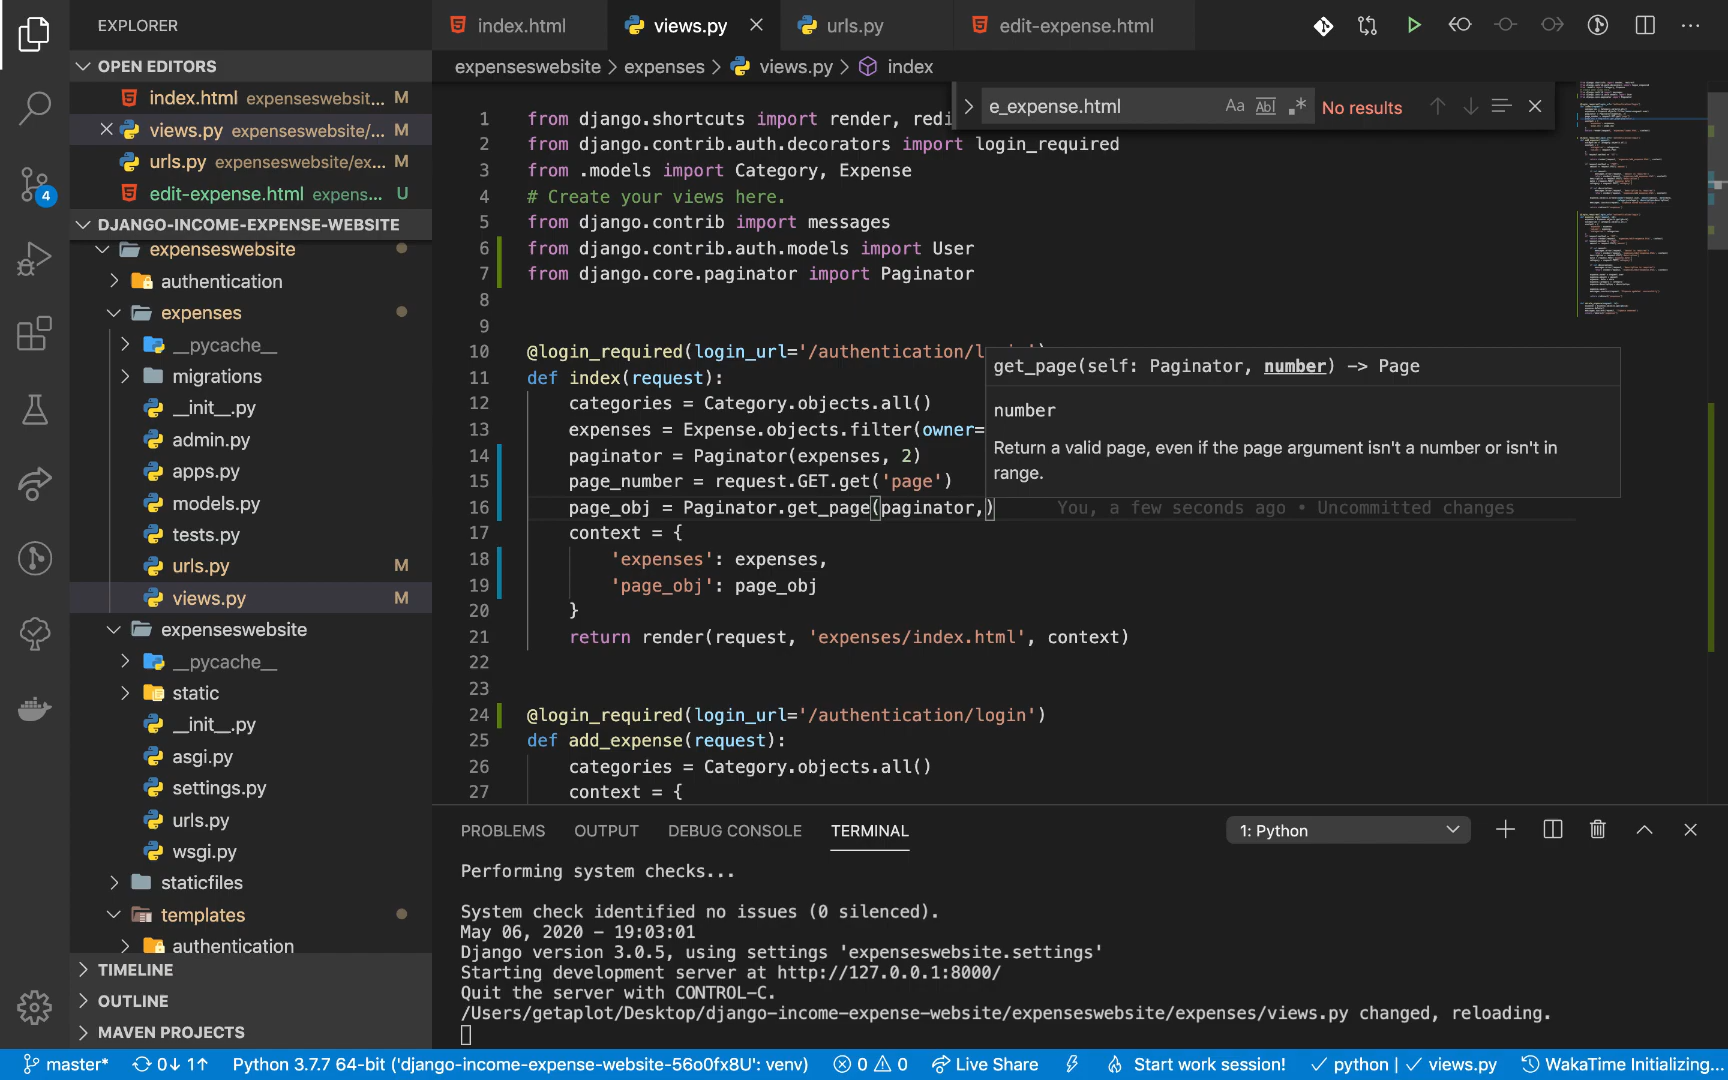 EXPLORER
index.html
views.py
urls.py
edit-expense.html
OPEN EDITORS
index.html expenseswebsit... M
views.py expenseswebsite/... M
urls.py expenseswebsite/ex... M
edit-expense.html expens... U
DJANGO-INCOME-EXPENSE-WEBSITE
expenseswebsite
authentication
expenses
__pycache__
migrations
__init__.py
admin.py
apps.py
models.py
tests.py
urls.py M
views.py M
expenseswebsite
__pycache__
static
__init__.py
asgi.py
settings.py
urls.py
wsgi.py
staticfiles
templates
authentication
TIMELINE
OUTLINE
MAVEN PROJECTS
4
expenseswebsite > expenses > views.py > index
e_expense.html Aa Abl .* No results
1 from django.shortcuts import render, redi
2 from django.contrib.auth.decorators import login_required
3 from .models import Category, Expense
4 # Create your views here.
5 from django.contrib import messages
6 from django.contrib.auth.models import User
7 from django.core.paginator import Paginator
8
9
10 @login_required(login_url='/authentication/l
11 def index(request):
12 categories = Category.objects.all()
13 expenses = Expense.objects.filter(owner=
14 paginator = Paginator(expenses, 2)
15 page_number = request.GET.get('page')
16 page_obj = Paginator.get_page(paginator,) You, a few seconds ago • Uncommitted changes
17 context = {
18 'expenses': expenses,
19 'page_obj': page_obj
20 }
21 return render(request, 'expenses/index.html', context)
22
23
24 @login_required(login_url='/authentication/login')
25 def add_expense(request):
26 categories = Category.objects.all()
27 context = {
get_page(self: Paginator, number) -> Page
number
Return a valid page, even if the page argument isn't a number or isn't in
range.
PROBLEMS OUTPUT DEBUG CONSOLE TERMINAL 1: Python
Performing system checks...
System check identified no issues (0 silenced).
May 06, 2020 - 19:03:01
Django version 3.0.5, using settings 'expenseswebsite.settings'
Starting development server at http://127.0.0.1:8000/
Quit the server with CONTROL-C.
/Users/getaplot/Desktop/django-income-expense-website/expenseswebsite/expenses/views.py changed, reloading.
master* 0↓ 1↑ Python 3.7.7 64-bit ('django-income-expense-website-56o0fx8U': venv) 0 0 Live Share Start work session! python | views.py WakaTime Initializing...